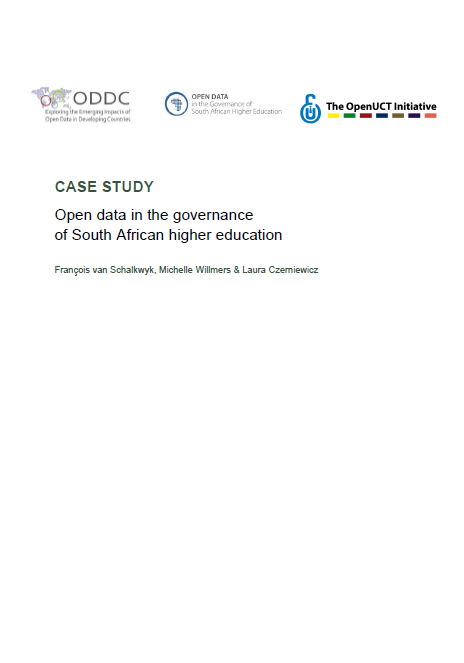 ODDC
Exploring the Emerging Impacts of
Open Data in Developing Countries
OPEN DATA
in the Governance of
South African Higher Education
The OpenUCT Initiative
CASE STUDY
Open data in the governance
of South African higher education
François van Schalkwyk, Michelle Willmers & Laura Czerniewicz